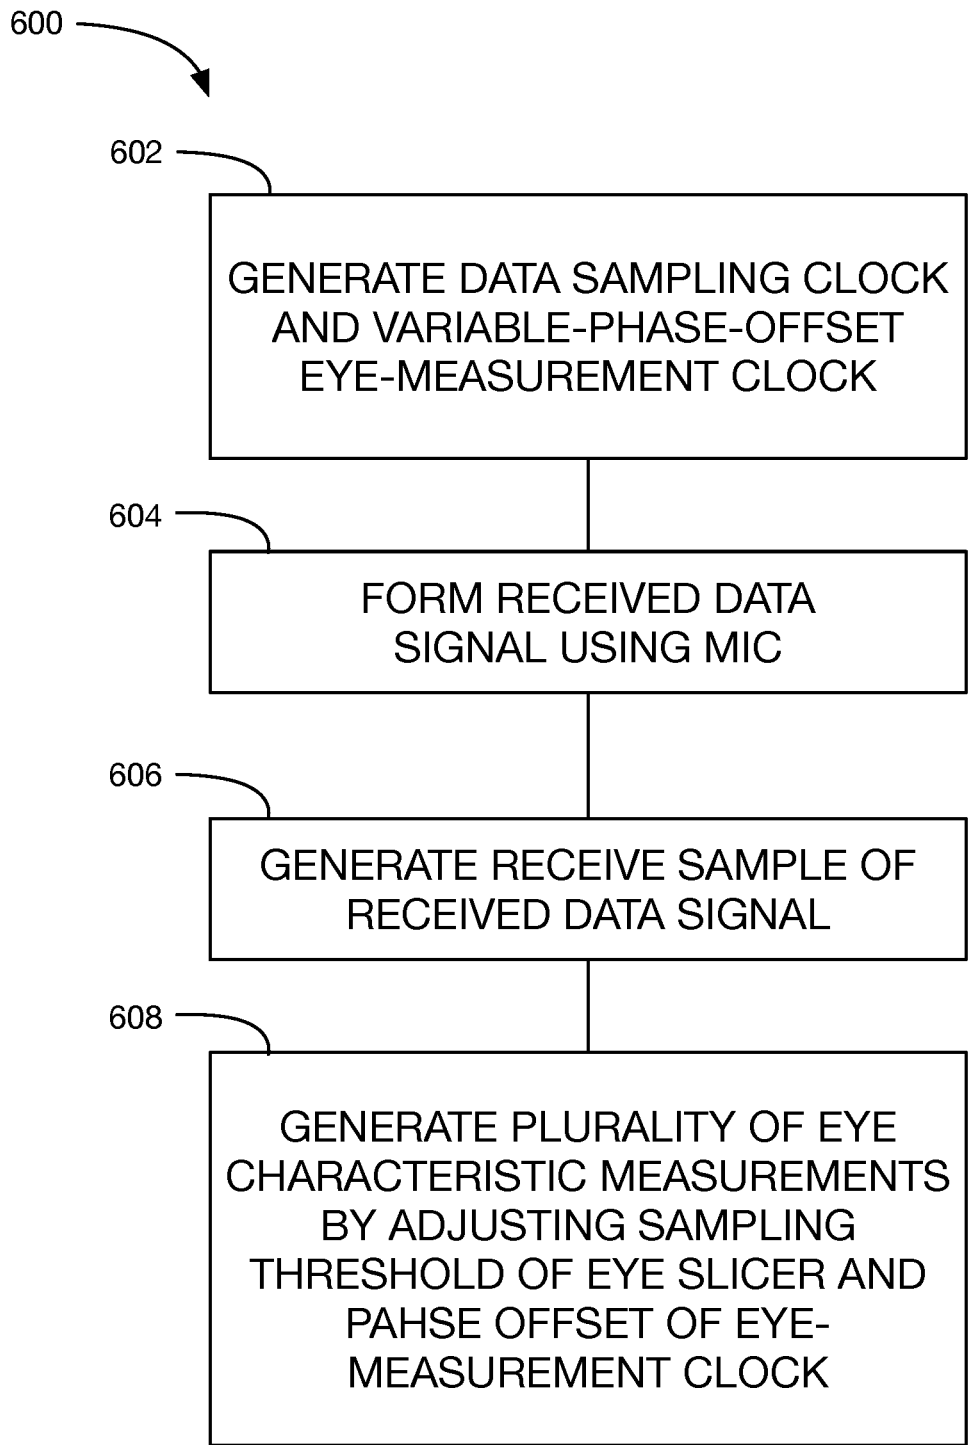 600
602
GENERATE DATA SAMPLING CLOCK
AND VARIABLE-PHASE-OFFSET
EYE-MEASUREMENT CLOCK
604
FORM RECEIVED DATA
SIGNAL USING MIC
606
GENERATE RECEIVE SAMPLE OF
RECEIVED DATA SIGNAL
608
GENERATE PLURALITY OF EYE
CHARACTERISTIC MEASUREMENTS
BY ADJUSTING SAMPLING
THRESHOLD OF EYE SLICER AND
PAHSE OFFSET OF EYE-
MEASUREMENT CLOCK